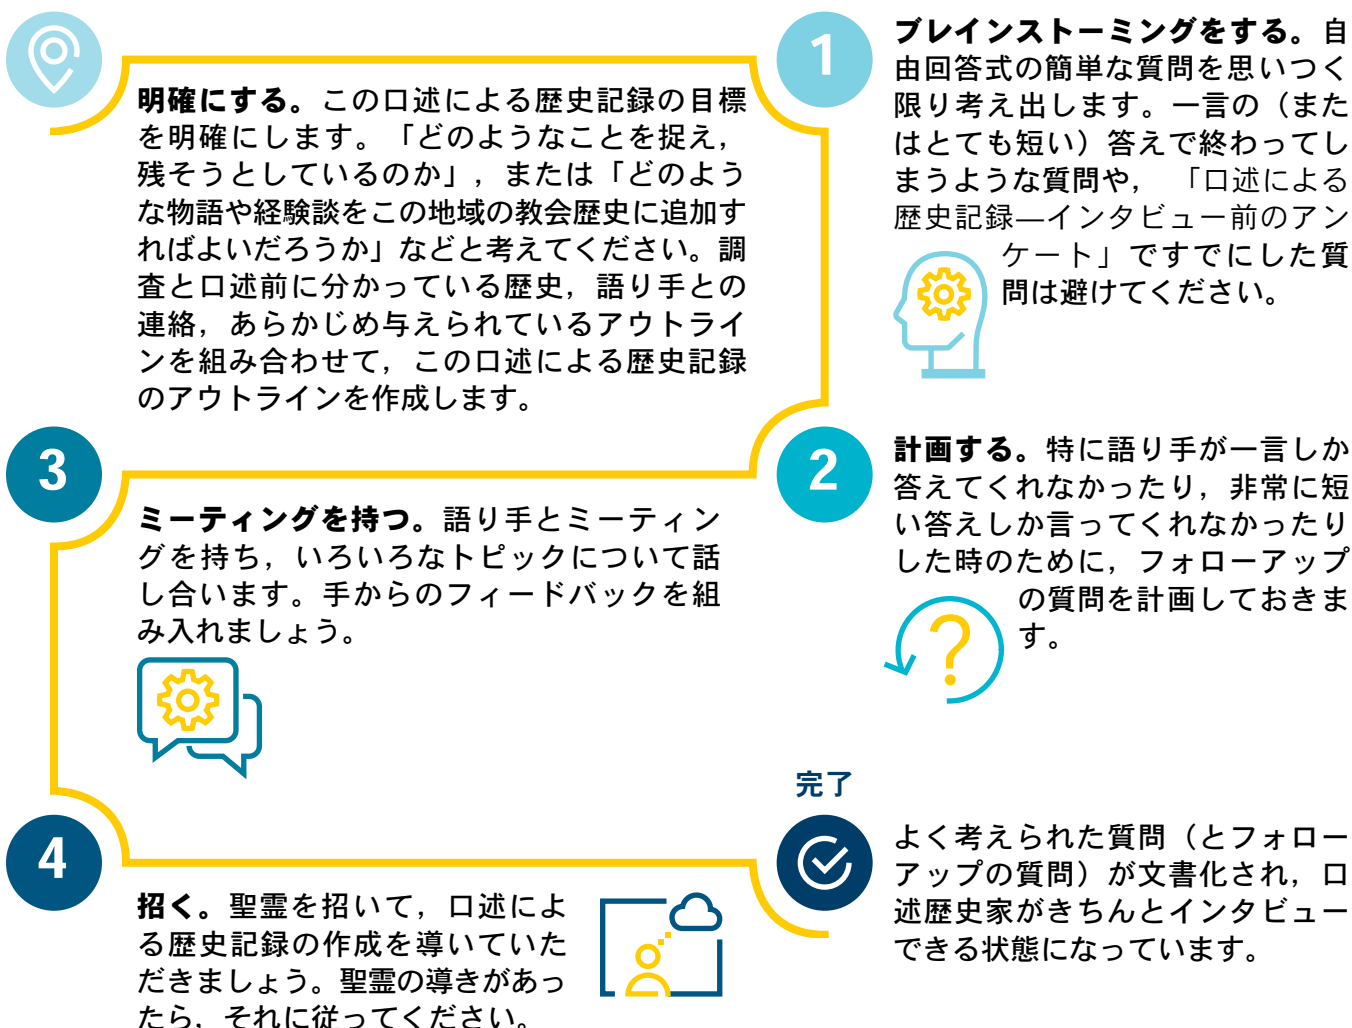 明確にする。この口述による歴史記録の目標
を明確にします。「どのようなことを捉え，
残そうとしているのか」，または「どのよう
な物語や経験談をこの地域の教会歴史に追加す
ればよいだろうか」などと考えてください。調
査と口述前に分かっている歴史，語り手との
連絡，あらかじめ与えられているアウトライ
ンを組み合わせて，この口述による歴史記録
のアウトラインを作成します。
1
ブレインストーミングをする。自
由回答式の簡単な質問を思いつく
限り考え出します。一言の（また
はとても短い）答えで終わってし
まうような質問や，　「口述による
歴史記録—インタビュー前のアン
ケート」ですでにした質
問は避けてください。
2
計画する。特に語り手が一言しか
答えてくれなかったり，非常に短
い答えしか言ってくれなかったり
した時のために，フォローアップ
の質問を計画しておきま
す。
3
ミーティングを持つ。語り手とミーティン
グを持ち，いろいろなトピックについて話
し合います。手からのフィードバックを組
み入れましょう。
4
招く。聖霊を招いて，口述によ
る歴史記録の作成を導いていた
だきましょう。聖霊の導きがあっ
たら，それに従ってください。
完了
よく考えられた質問（とフォロー
アップの質問）が文書化され，口
述歴史家がきちんとインタビュー
できる状態になっています。